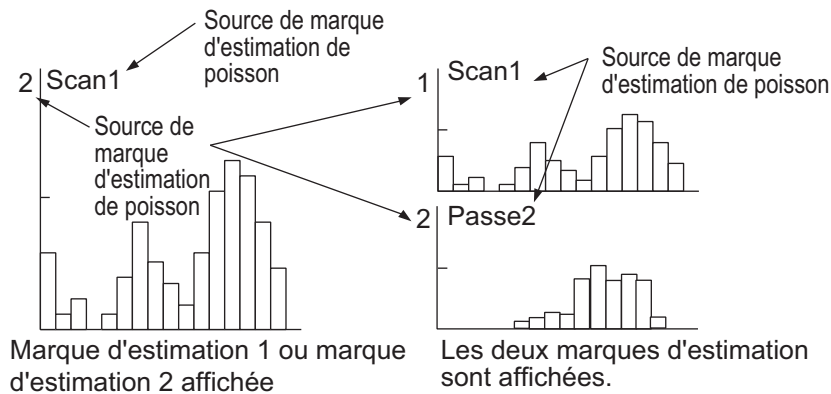 Source de marque
d'estimation de
poisson
2 Scan1
Source de
marque
d'estimation
de poisson
Marque d'estimation 1 ou marque
d'estimation 2 affichée
1 Scan1
Source de marque
d'estimation de poisson
2 Passe2
Les deux marques d'estimation
sont affichées.